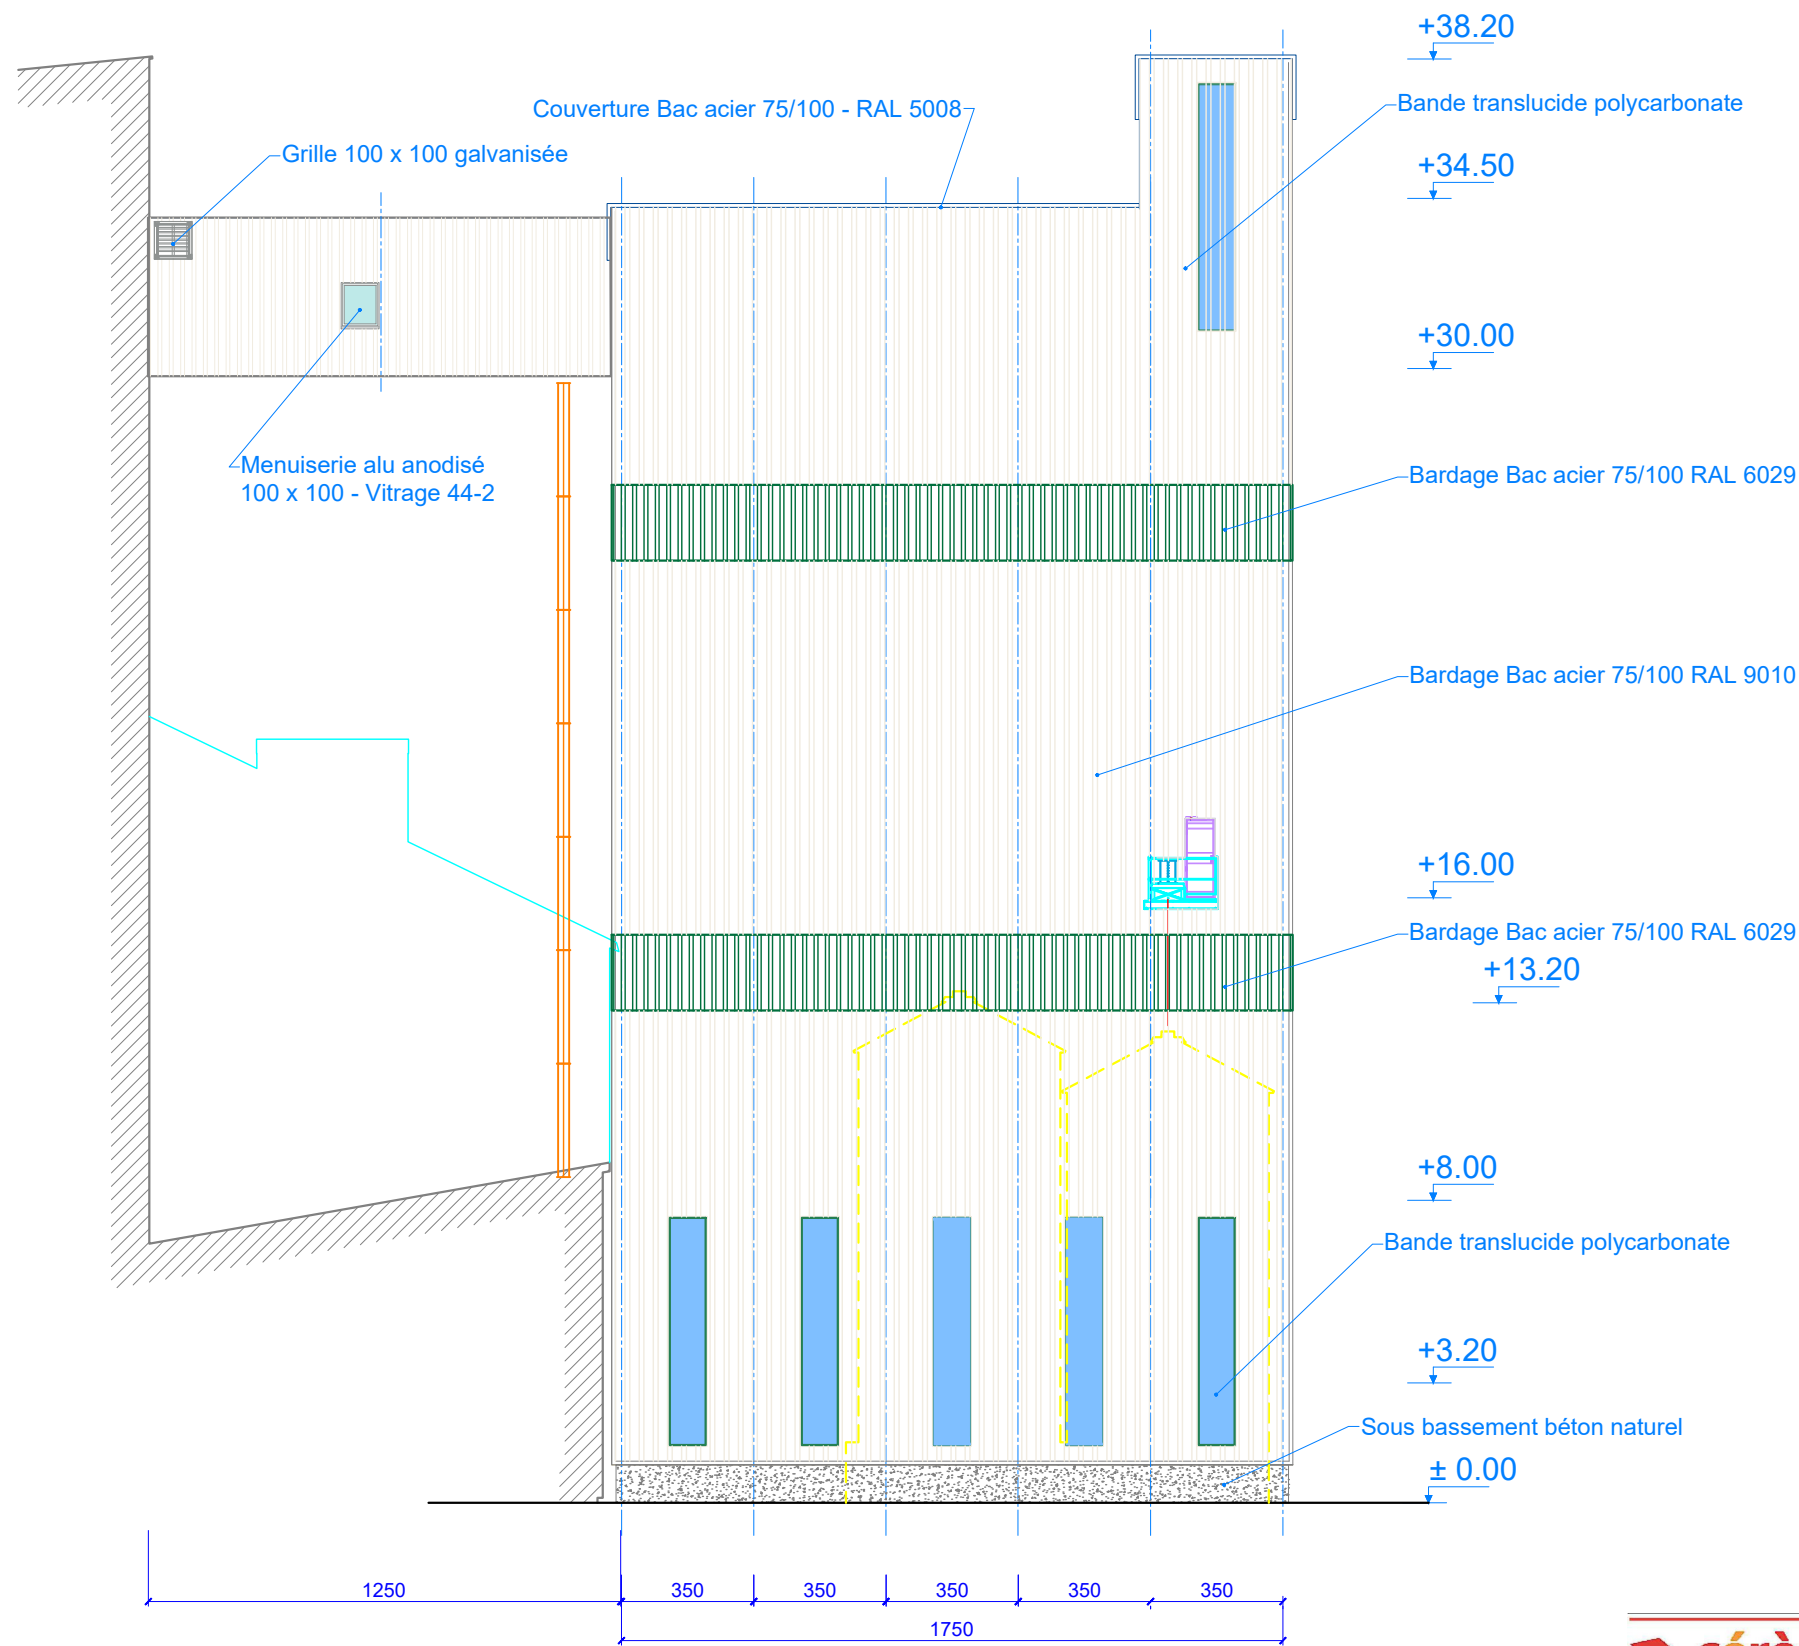 +38.20
Bande translucide polycarbonate
Couverture Bac acier 75/100 - RAL 5008
Grille 100 x 100 galvanisée
+34.50
+30.00
Menuiserie alu anodisé
100 x 100 - Vitrage 44-2
Bardage Bac acier 75/100 RAL 6029
Bardage Bac acier 75/100 RAL 9010
+16.00
Bardage Bac acier 75/100 RAL 6029
+13.20
+8.00
Bande translucide polycarbonate
+3.20
Sous bassement béton naturel
± 0.00
1250
350
350
350
350
350
1750